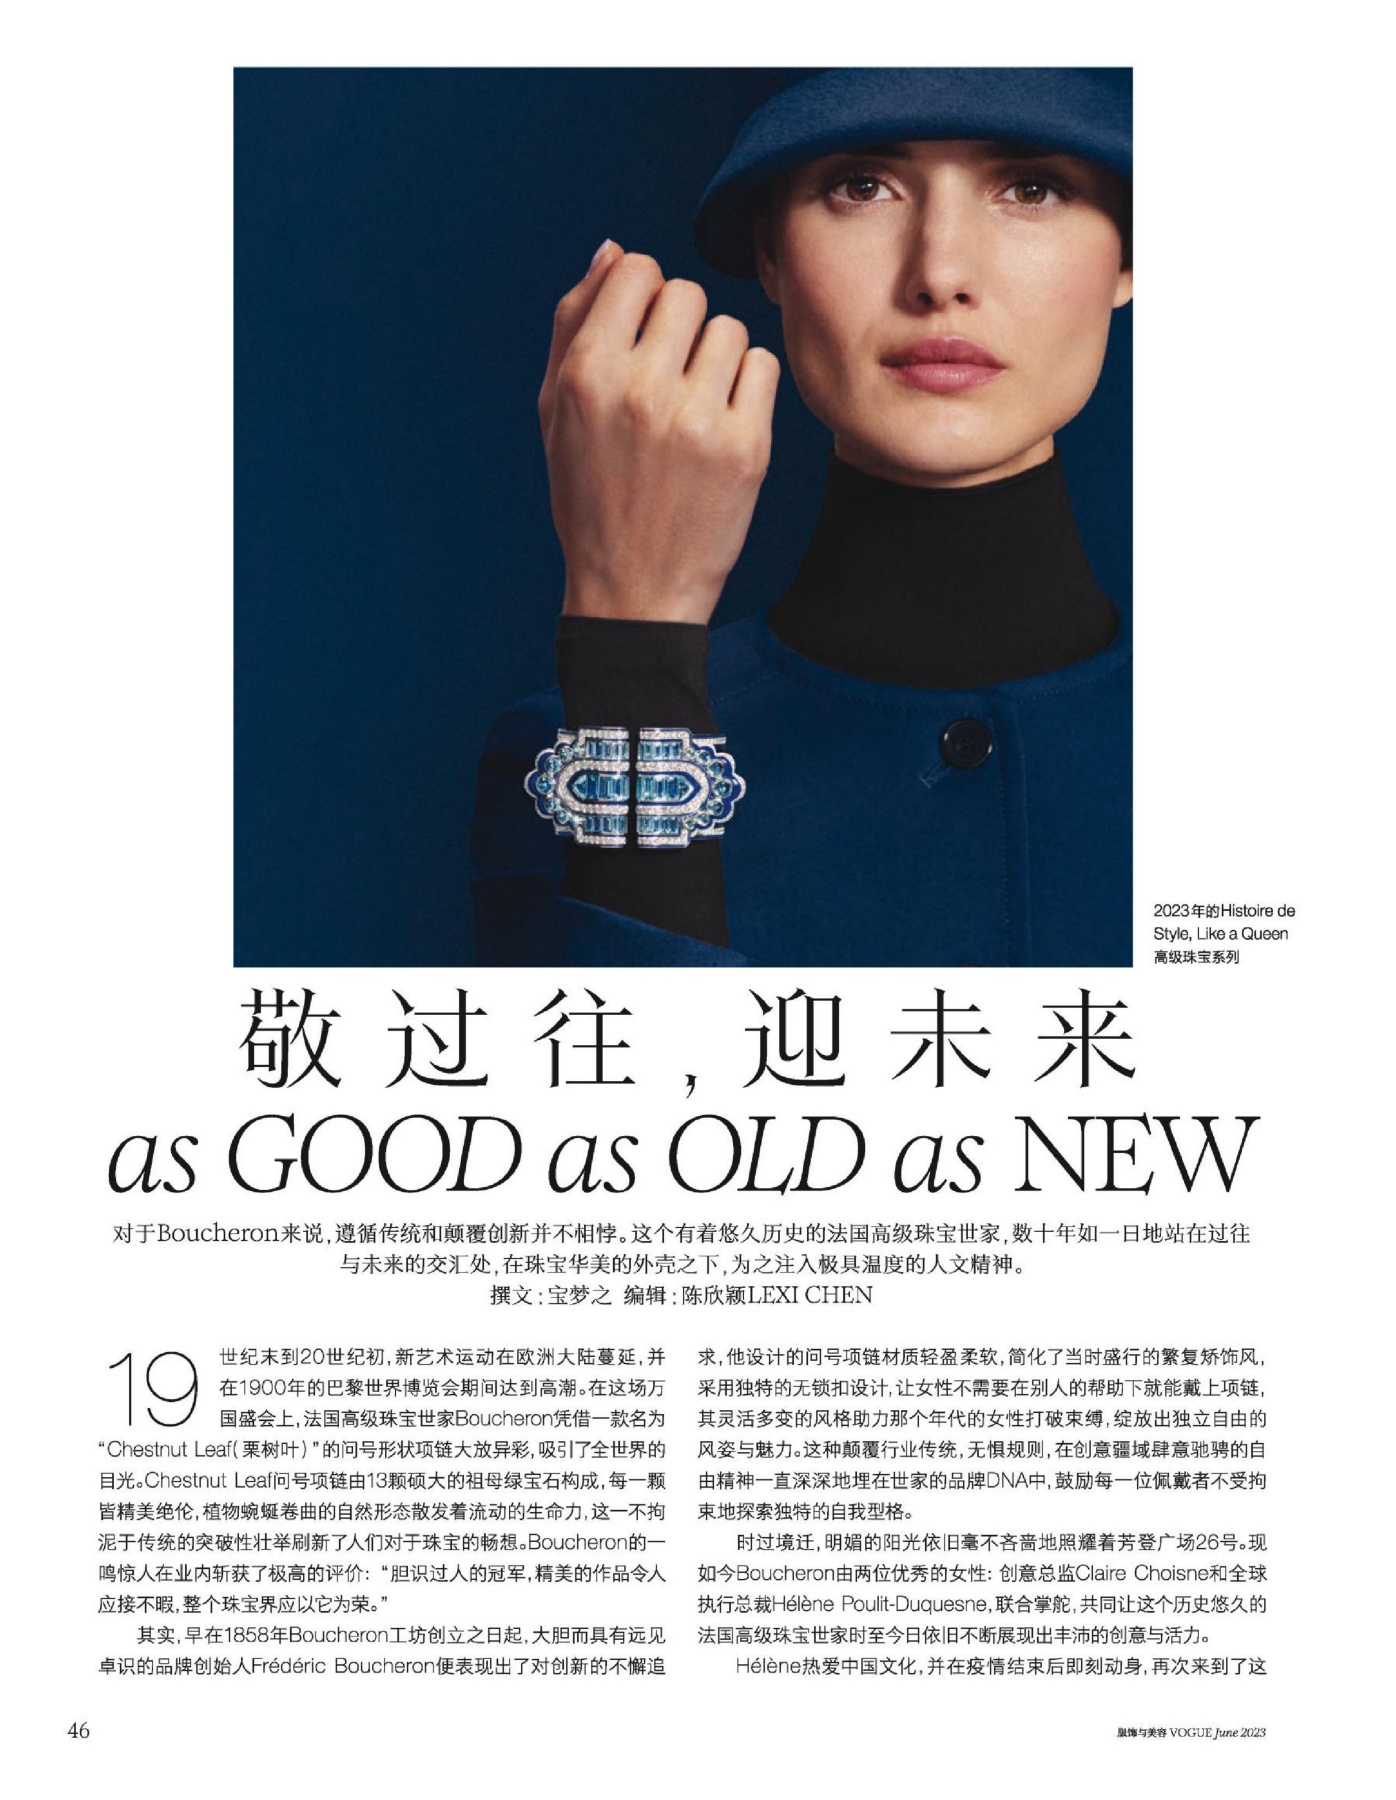 2023年的Histoire de
Style, Like a Queen
高级珠宝系列
敬过往,迎未来
as GOOD as OLD as NEW
对于Boucheron来说,遵循传统和颠覆创新并不相悖。这个有着悠久历史的法国高级珠宝世家,数十年如一日地站在过往
与未来的交汇处,在珠宝华美的外壳之下,为之注入极具温度的人文精神。
撰文:宝梦之 编辑:陈欣颖LEXI CHEN
19世纪末到20世纪初,新艺术运动在欧洲大陆蔓延,并
在1900年的巴黎世界博览会期间达到高潮。在这场万
国盛会上,法国高级珠宝世家Boucheron凭借一款名为
“Chestnut Leaf(栗树叶)”的问号形状项链大放异彩,吸引了全世界的
目光。Chestnut Leaf问号项链由13颗硕大的祖母绿宝石构成,每一颗
皆精美绝伦,植物蜿蜒卷曲的自然形态散发着流动的生命力,这一不拘
泥于传统的突破性壮举刷新了人们对于珠宝的畅想。Boucheron的一
鸣惊人在业内斩获了极高的评价:“胆识过人的冠军,精美的作品令人
应接不暇,整个珠宝界应以它为荣。”
其实,早在1858年Boucheron工坊创立之日起,大胆而具有远见
卓识的品牌创始人Frédéric Boucheron便表现出了对创新的不懈追
求,他设计的问号项链材质轻盈柔软,简化了当时盛行的繁复矫饰风,
采用独特的无锁扣设计,让女性不需要在别人的帮助下就能戴上项链,
其灵活多变的风格助力那个年代的女性打破束缚,绽放出独立自由的
风姿与魅力。这种颠覆行业传统,无惧规则,在创意疆域肆意驰骋的自
由精神一直深深地埋在世家的品牌DNA中,鼓励每一位佩戴者不受拘
束地探索独特的自我型格。
时过境迁,明媚的阳光依旧毫不吝啬地照耀着芳登广场26号。现
如今Boucheron由两位优秀的女性:创意总监Claire Choisne和全球
执行总裁Hélène Poulit-Duquesne,联合掌舵,共同让这个历史悠久的
法国高级珠宝世家时至今日依旧不断展现出丰沛的创意与活力。
Hélène热爱中国文化,并在疫情结束后即刻动身,再次来到了这
46
服饰与美容 VOGUE June 2023